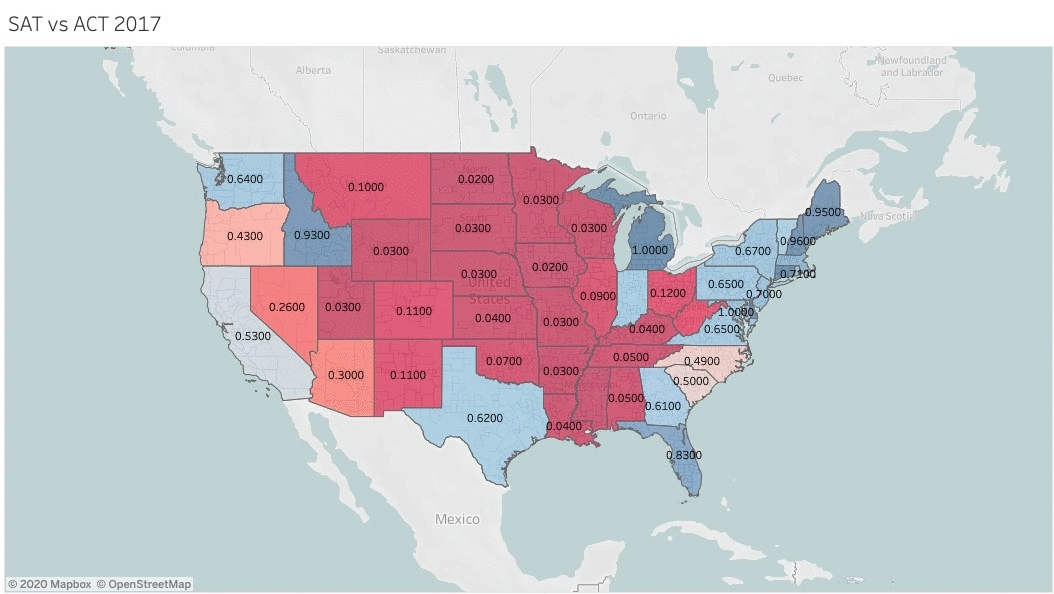 SAT vs ACT 2017
Columbia
Saskatchewan
Alberta
Newfoundland
and Labrador
Quebec
Ontario
0.6400
0.1000
0.0200
0.0300
0.9500
Nova Scotia
0.4300
0.9300
0.0300
South
0.0300
0.0300
1.0000
0.9600
0.6700
0.0300
0.0200
0.7100
0.0300
United
States
0.6500
0.2600
0.0300
0.1100
0.0900
0.1200
0.7000
0.0400
0.0300
1.0000
0.6500
0.5300
0.0400
0.0700
0.0500
0.4900
0.3000
0.1100
0.0300
Mississippi
0.5000
0.0500
0.6100
0.6200
0.0400
0.8300
Mexico
© 2020 Mapbox © OpenStreetMap